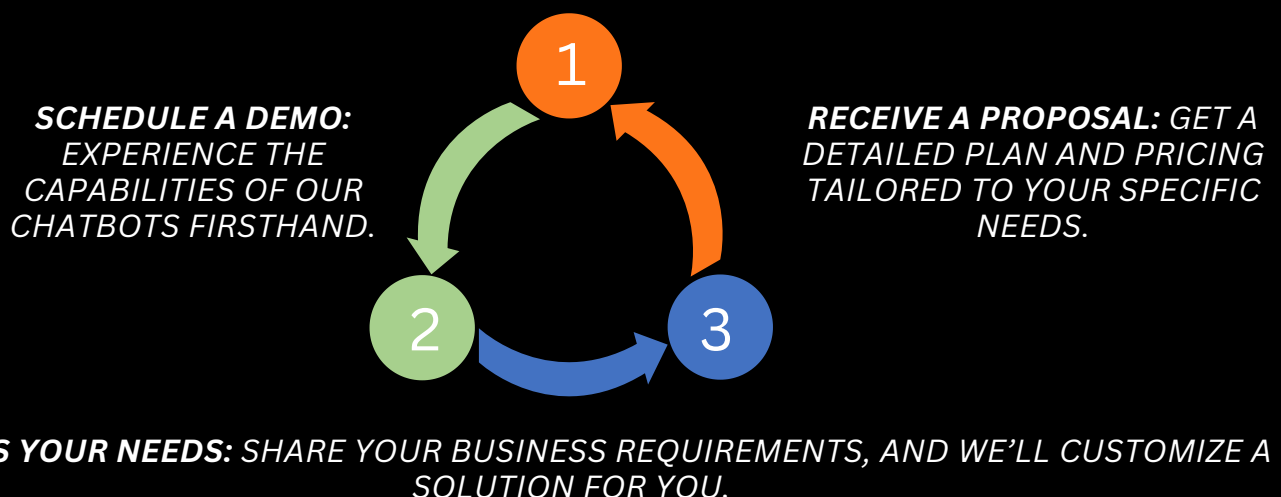 1
SCHEDULE A DEMO:
EXPERIENCE THE
CAPABILITIES OF OUR
CHATBOTS FIRSTHAND.
RECEIVE A PROPOSAL: GET A
DETAILED PLAN AND PRICING
TAILORED TO YOUR SPECIFIC
NEEDS.
2
3
YOUR NEEDS: SHARE YOUR BUSINESS REQUIREMENTS, AND WE’LL CUSTOMIZE A
SOLUTION FOR YOU.